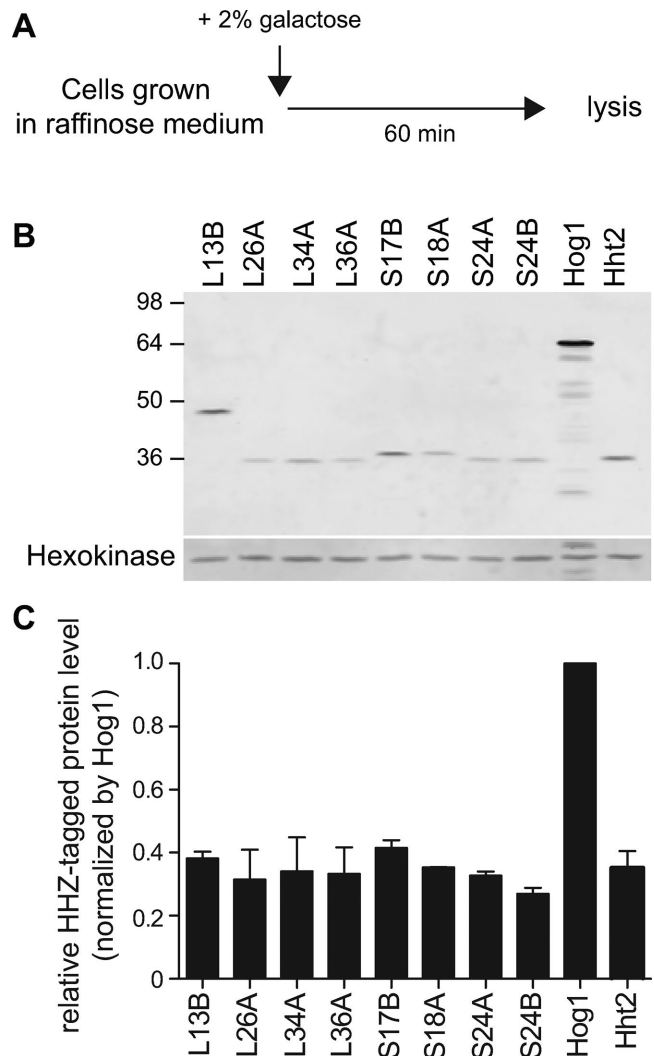 A
+ 2% galactose
Cells grown
in raffinose medium
60 min
lysis
B
L13B
L26A
L34A
L36A
S17B
S18A
S24A
S24B
Hog1
Hht2
98
64
50
36
Hexokinase
C
relative HHZ-tagged protein level
(normalized by Hog1)
1.0
0.8
0.6
0.4
0.2
0
L13B
L26A
L34A
L36A
S17B
S18A
S24A
S24B
Hog1
Hht2